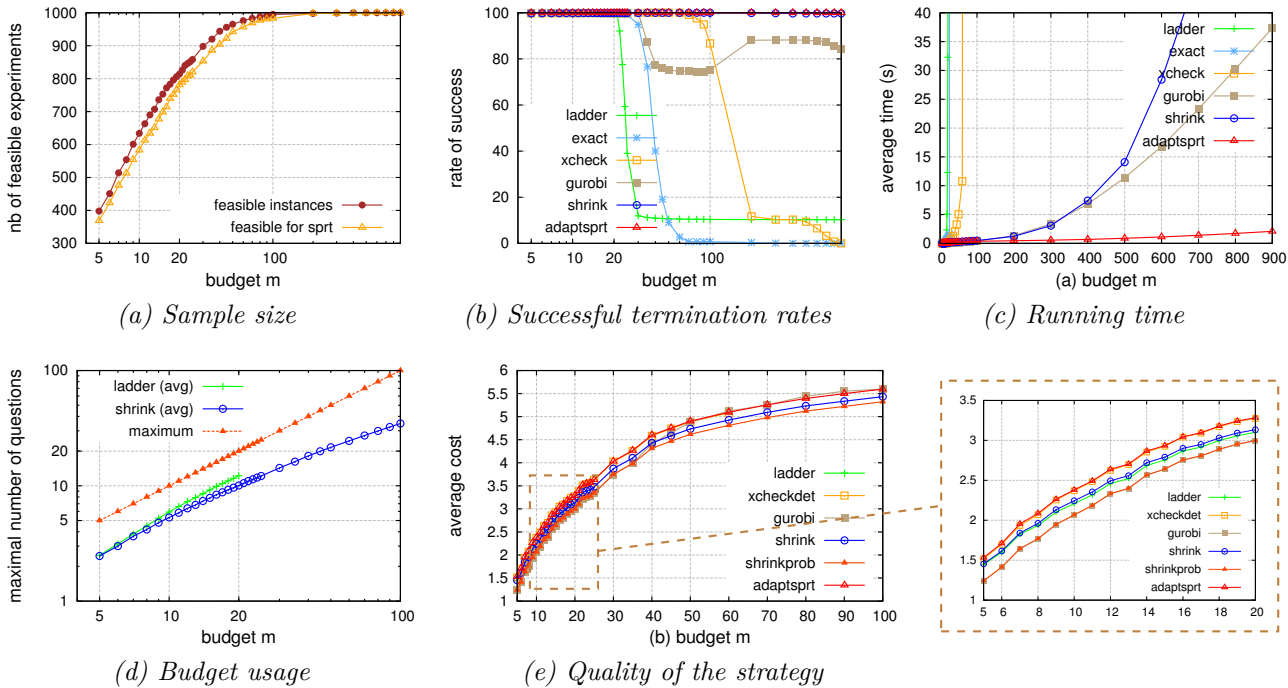 nb of feasible experiments
1000
900
800
700
600
500
400
300
5
10
20
100
feasible instances
feasible for sprt
budget m
(a) Sample size
rate of success
100
80
60
40
20
0
5
10
20
40
100
ladder
exact
xcheck
gurobi
shrink
adaptsprt
budget m
(b) Successful termination rates
average time (s)
40
35
30
25
20
15
10
5
0
0
100
200
300
400
500
600
700
800
900
ladder
exact
xcheck
gurobi
shrink
adaptsprt
(a) budget m
(c) Running time
maximal number of questions
100
50
20
10
5
1
5
10
20
50
100
ladder (avg)
shrink (avg)
maximum
budget m
(d) Budget usage
average cost
6
5.5
5
4.5
4
3.5
3
2.5
2
1.5
1
5
10
20
30
40
50
60
70
80
90
100
ladder
xcheckdet
gurobi
shrink
shrinkprob
adaptsprt
(b) budget m
(e) Quality of the strategy
3.5
3
2.5
2
1.5
1
5
6
8
10
12
14
16
18
20
ladder
xcheckdet
gurobi
shrink
shrinkprob
adaptsprt